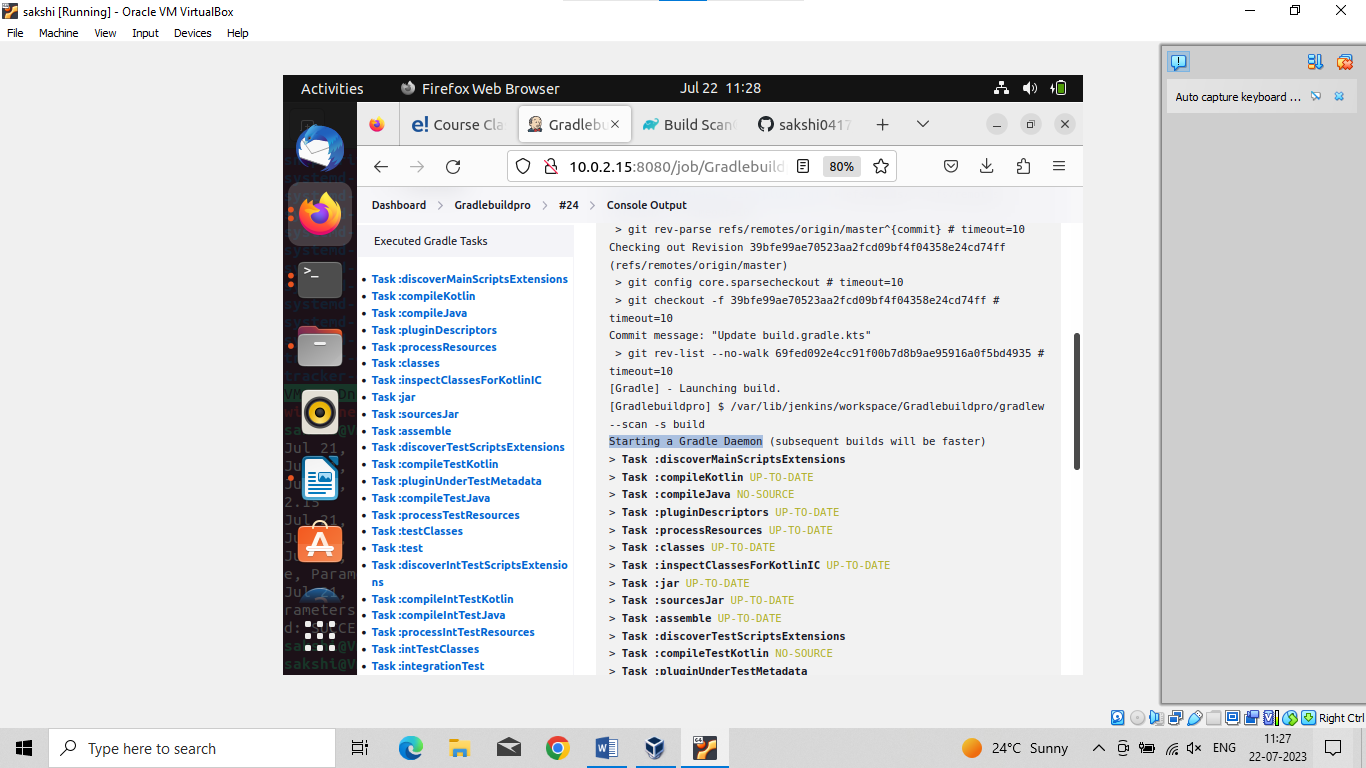 sakshi [Running] - Oracle VM VirtualBox
File Machine View Input Devices Help
Auto capture keyboard ...
Activities Firefox Web Browser Jul 22 11:28
e! Course Cla Gradlebu Build Scan sakshi0417
10.0.2.15:8080/job/Gradlebuild 80%
Dashboard Gradlebuildpro #24 Console Output
Executed Gradle Tasks
Task :discoverMainScriptsExtensions
Task :compileKotlin
Task :compileJava
Task :pluginDescriptors
Task :processResources
Task :classes
Task :inspectClassesForKotlinIC
Task :jar
Task :sourcesJar
Task :assemble
Task :discoverTestScriptsExtensions
Task :compileTestKotlin
Task :pluginUnderTestMetadata
Task :compileTestJava
Task :processTestResources
Task :testClasses
Task :test
Task :discoverIntTestScriptsExtensio
ns
Task :compileIntTestKotlin
Task :compileIntTestJava
Task :processIntTestResources
Task :intTestClasses
Task :integrationTest
> git rev-parse refs/remotes/origin/master^{commit} # timeout=10
Checking out Revision 39bfe99ae70523aa2fcd09bf4f04358e24cd74ff
(refs/remotes/origin/master)
> git config core.sparsecheckout # timeout=10
> git checkout -f 39bfe99ae70523aa2fcd09bf4f04358e24cd74ff #
timeout=10
Commit message: "Update build.gradle.kts"
> git rev-list --no-walk 69fed092e4cc91f00b7d8b9ae95916a0f5bd4935 #
timeout=10
[Gradle] - Launching build.
[Gradlebuildpro] $ /var/lib/jenkins/workspace/Gradlebuildpro/gradlew
--scan -s build
Starting a Gradle Daemon (subsequent builds will be faster)
> Task :discoverMainScriptsExtensions
> Task :compileKotlin UP-TO-DATE
> Task :compileJava NO-SOURCE
> Task :pluginDescriptors UP-TO-DATE
> Task :processResources UP-TO-DATE
> Task :classes UP-TO-DATE
> Task :inspectClassesForKotlinIC UP-TO-DATE
> Task :jar UP-TO-DATE
> Task :sourcesJar UP-TO-DATE
> Task :assemble UP-TO-DATE
> Task :discoverTestScriptsExtensions
> Task :compileTestKotlin NO-SOURCE
> Task :pluginUnderTestMetadata
Right Ctrl
Type here to search
24°C Sunny
ENG
11:27
22-07-2023